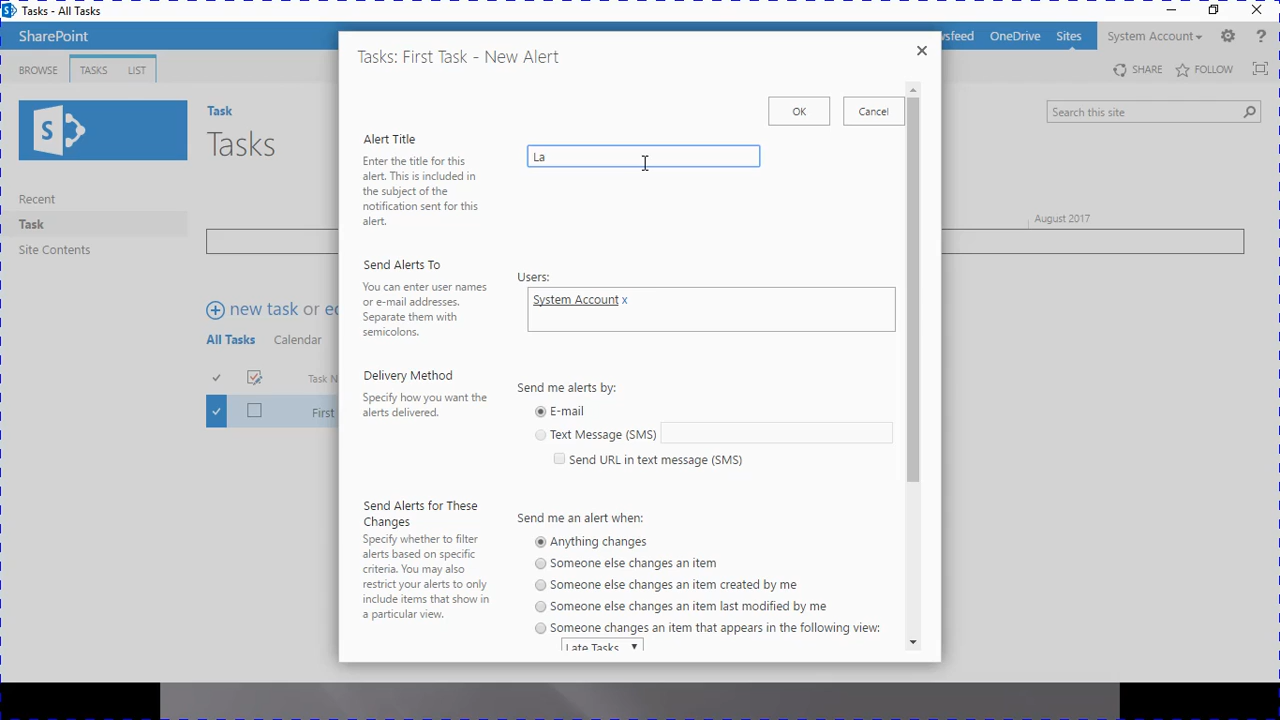 Tasks - All Tasks
SharePoint
wsfeed OneDrive Sites System Account ?
BROWSE TASKS LIST
SHARE FOLLOW
Task
Tasks
Search this site
Recent
Task
Site Contents
August 2017
new task or e
All Tasks Calendar
Task N
First
Tasks: First Task - New Alert
OK Cancel
Alert Title
Enter the title for this
alert. This is included in
the subject of the
notification sent for this
alert.
La
Send Alerts To
You can enter user names
or e-mail addresses.
Separate them with
semicolons.
Users:
System Account x
Delivery Method
Specify how you want the
alerts delivered.
Send me alerts by:
E-mail
Text Message (SMS)
Send URL in text message (SMS)
Send Alerts for These
Changes
Specify whether to filter
alerts based on specific
criteria. You may also
restrict your alerts to only
include items that show in
a particular view.
Send me an alert when:
Anything changes
Someone else changes an item
Someone else changes an item created by me
Someone else changes an item last modified by me
Someone changes an item that appears in the following view:
Late Tasks